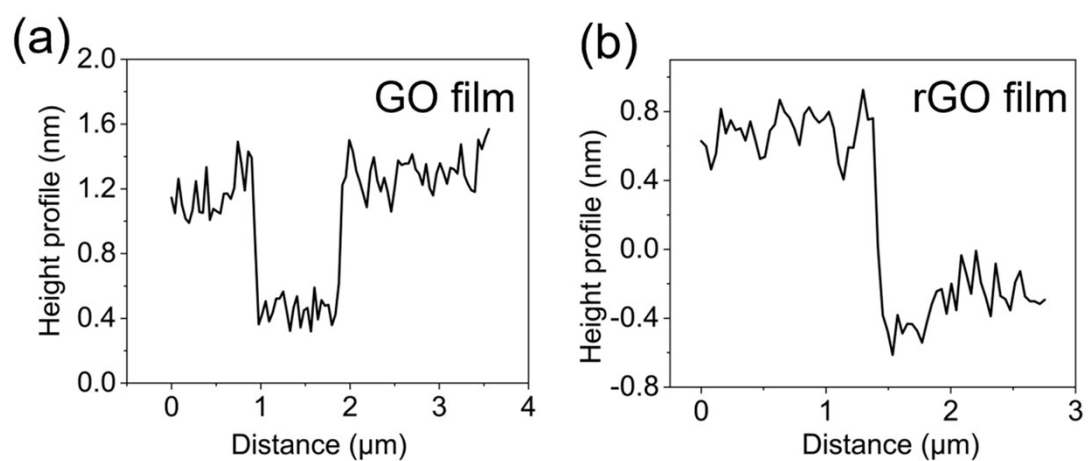 (a)
GO film
Height profile (nm)
2.0
1.6
1.2
0.8
0.4
0.0
0 1 2 3 4
Distance (μm)
(b)
rGO film
Height profile (nm)
0.8
0.4
0.0
-0.4
-0.8
0 1 2 3
Distance (μm)